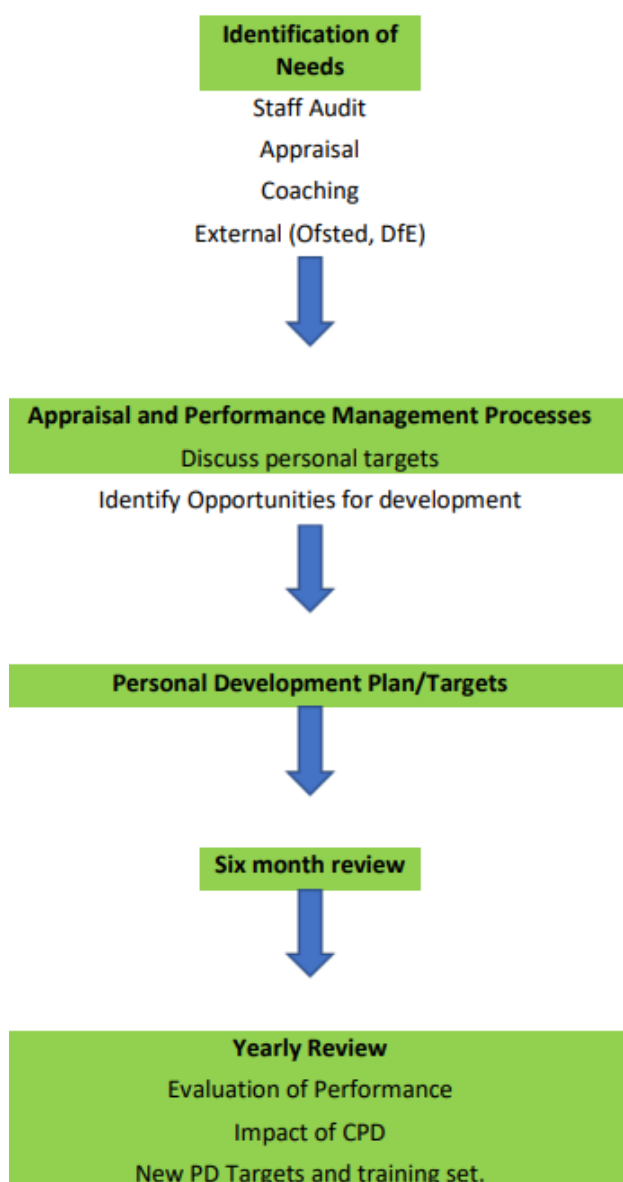 Identification of
Needs
Staff Audit
Appraisal
Coaching
External (Ofsted, DfE)
Appraisal and Performance Management Processes
Discuss personal targets
Identify Opportunities for development
Personal Development Plan/Targets
Six month review
Yearly Review
Evaluation of Performance
Impact of CPD
New PD Targets and training set.